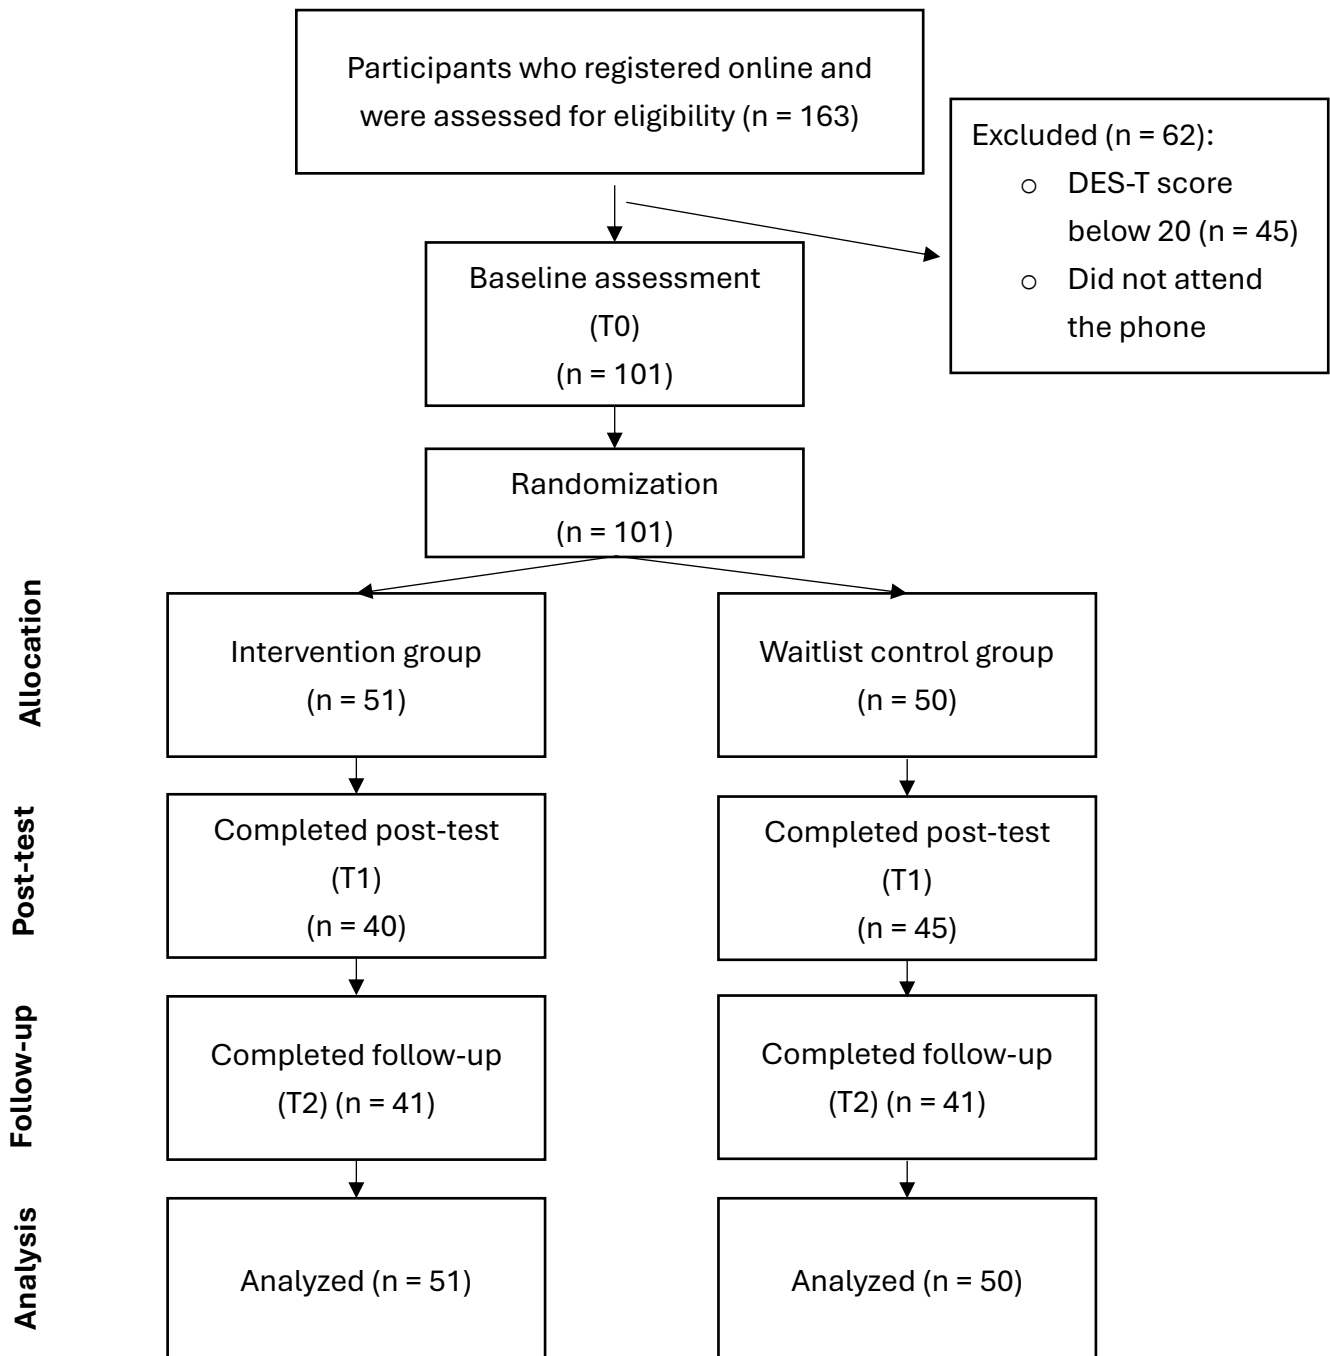 Participants who registered online and
were assessed for eligibility (n = 163)
Excluded (n = 62):
o DES-T score
below 20 (n = 45)
o Did not attend
the phone
Baseline assessment
(T0)
(n = 101)
Randomization
(n = 101)
Allocation
Intervention group
(n = 51)
Waitlist control group
(n = 50)
Post-test
Completed post-test
(T1)
(n = 40)
Completed post-test
(T1)
(n = 45)
Follow-up
Completed follow-up
(T2) (n = 41)
Completed follow-up
(T2) (n = 41)
Analysis
Analyzed (n = 51)
Analyzed (n = 50)